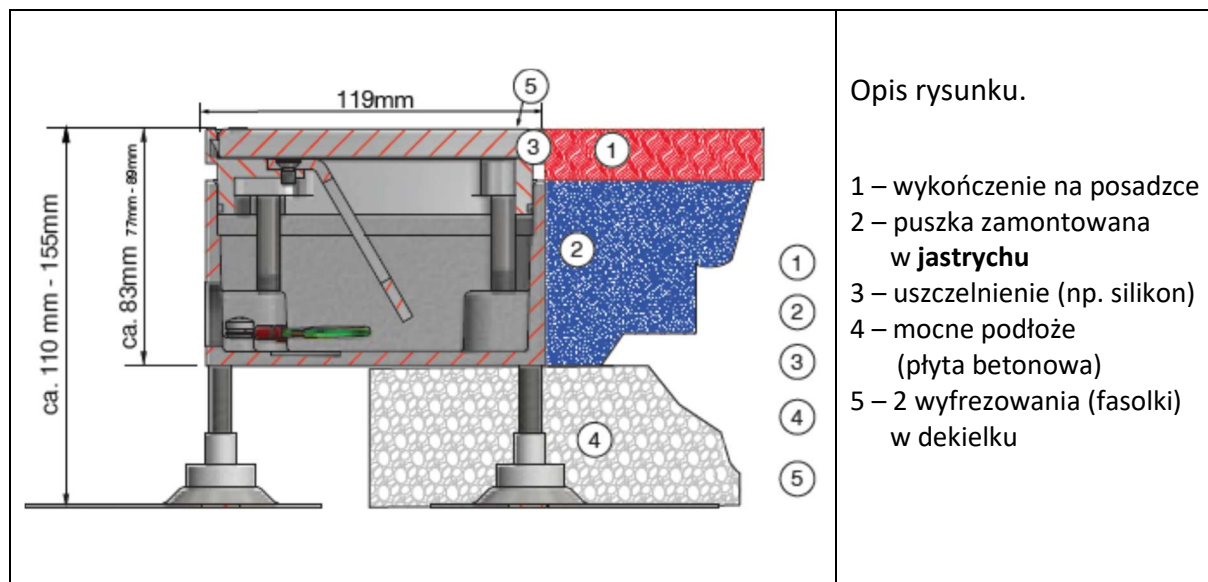 5
119mm
3
1
ca. 110 mm - 155mm
ca. 83mm 77mm - 89mm
2
4
1
2
3
4
5
Opis rysunku.
1 – wykończenie na posadzce
2 – puszka zamontowana
w jastrychu
3 – uszczelnienie (np. silikon)
4 – mocne podłoże
(płyta betonowa)
5 – 2 wyfrezowania (fasolki)
w dekielku